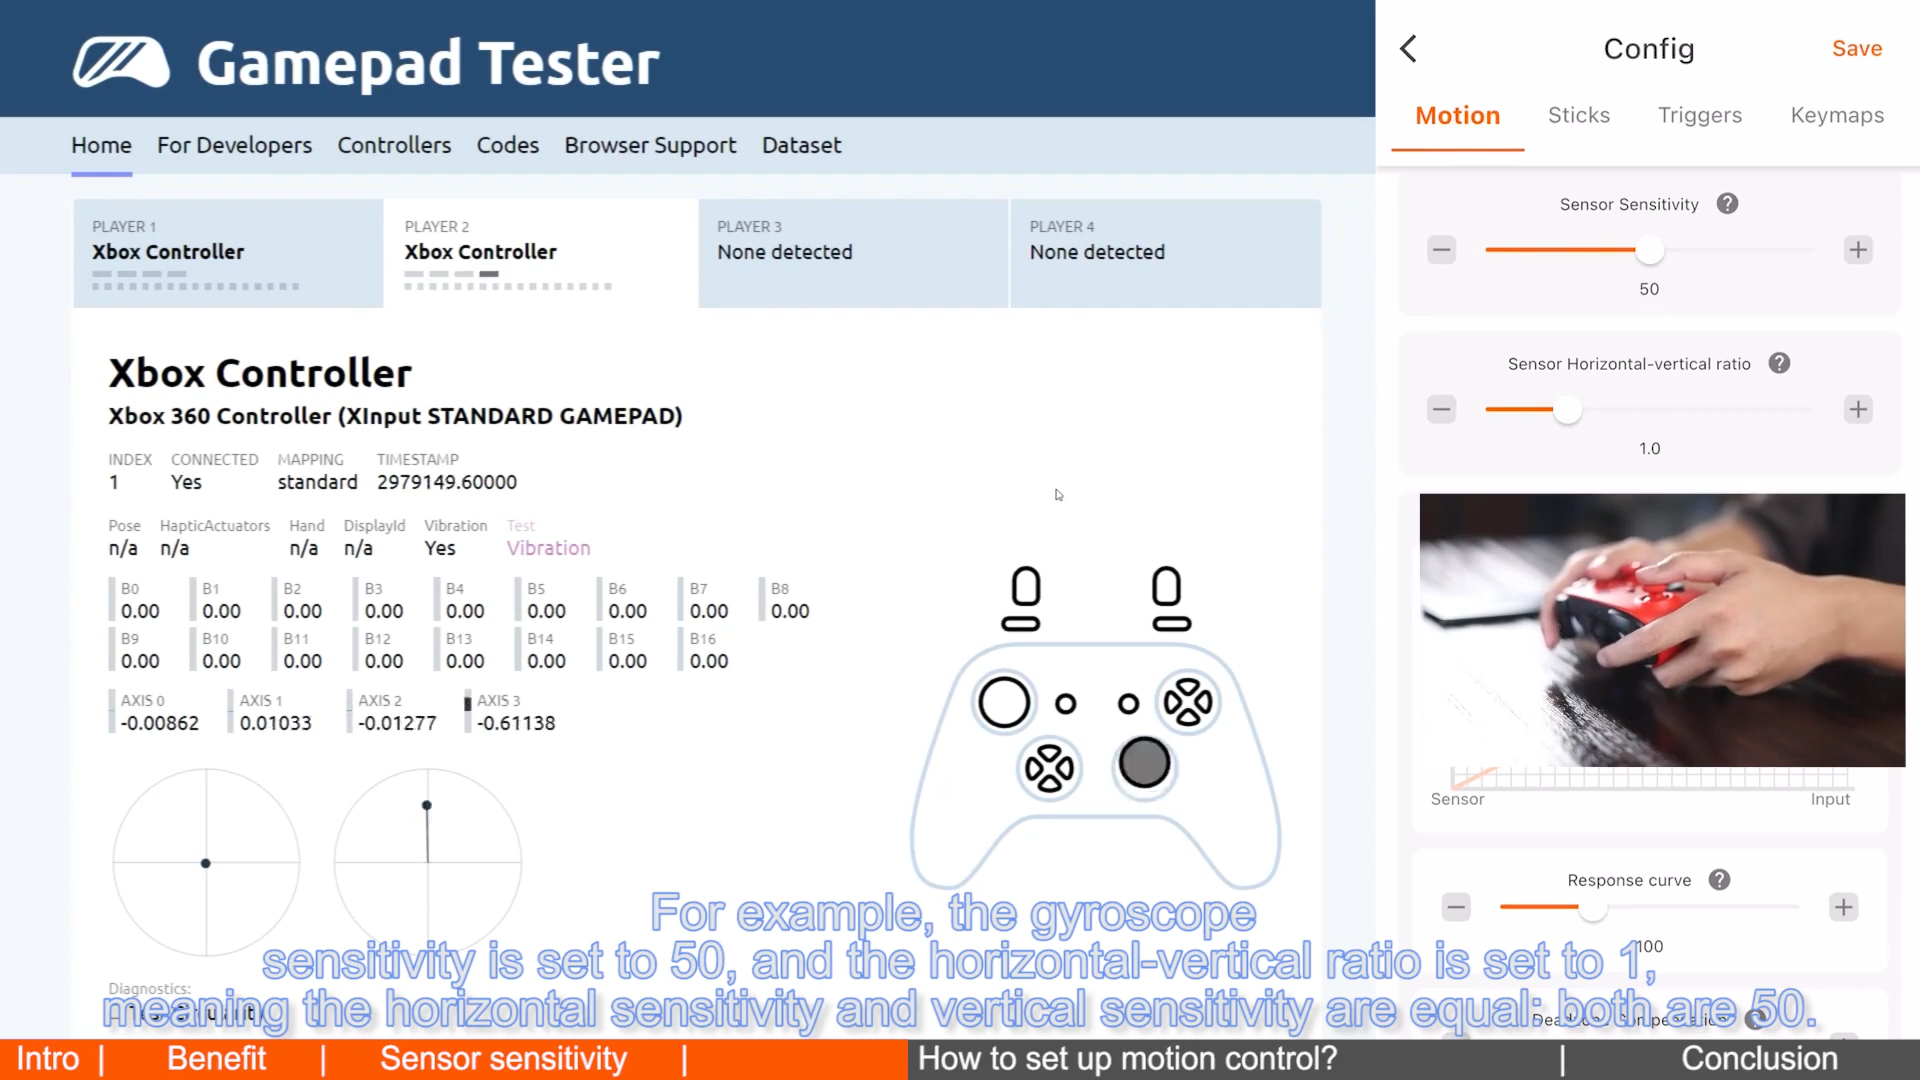 Gamepad Tester
Home For Developers Controllers Codes Browser Support Dataset
PLAYER 1
Xbox Controller
PLAYER 2
Xbox Controller
PLAYER 3
None detected
PLAYER 4
None detected
Xbox Controller
Xbox 360 Controller (XInput STANDARD GAMEPAD)
INDEX CONNECTED MAPPING TIMESTAMP
1 Yes standard 2979149.60000
Pose HapticActuators Hand DisplayId Vibration Test
n/a n/a n/a n/a Yes Vibration
B0 B1 B2 B3 B4 B5 B6 B7 B8
0.00 0.00 0.00 0.00 0.00 0.00 0.00 0.00 0.00
B9 B10 B11 B12 B13 B14 B15 B16
0.00 0.00 0.00 0.00 0.00 0.00 0.00 0.00
AXIS 0 AXIS 1 AXIS 2 AXIS 3
-0.00862 0.01033 -0.01277 -0.61138
Diagnostics:
Config Save
Motion Sticks Triggers Keymaps
Sensor Sensitivity ?
50
Sensor Horizontal-vertical ratio ?
1.0
Sensor Input
Response curve ?
100
For example, the gyroscope
sensitivity is set to 50, and the horizontal-vertical ratio is set to 1,
meaning the horizontal sensitivity and vertical sensitivity are equal: both are 50.
Intro | Benefit | Sensor sensitivity | How to set up motion control? | Conclusion